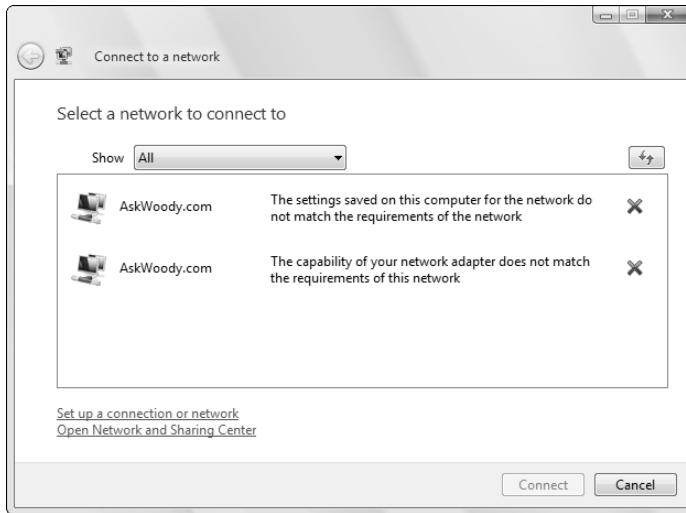 Connect to a network
Select a network to connect to
Show All
AskWoody.com
The settings saved on this computer for the network do
not match the requirements of the network
AskWoody.com
The capability of your network adapter does not match
the requirements of this network
Set up a connection or network
Open Network and Sharing Center
Connect Cancel